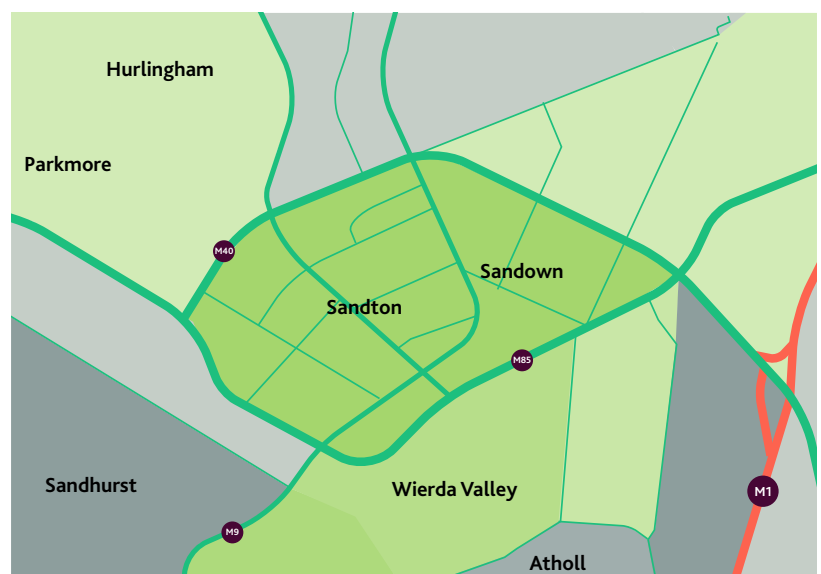 Hurlingham
Parkmore
M40
Sandown
Sandton
M85
Sandhurst
Wierda Valley
M1
M9
Atholl